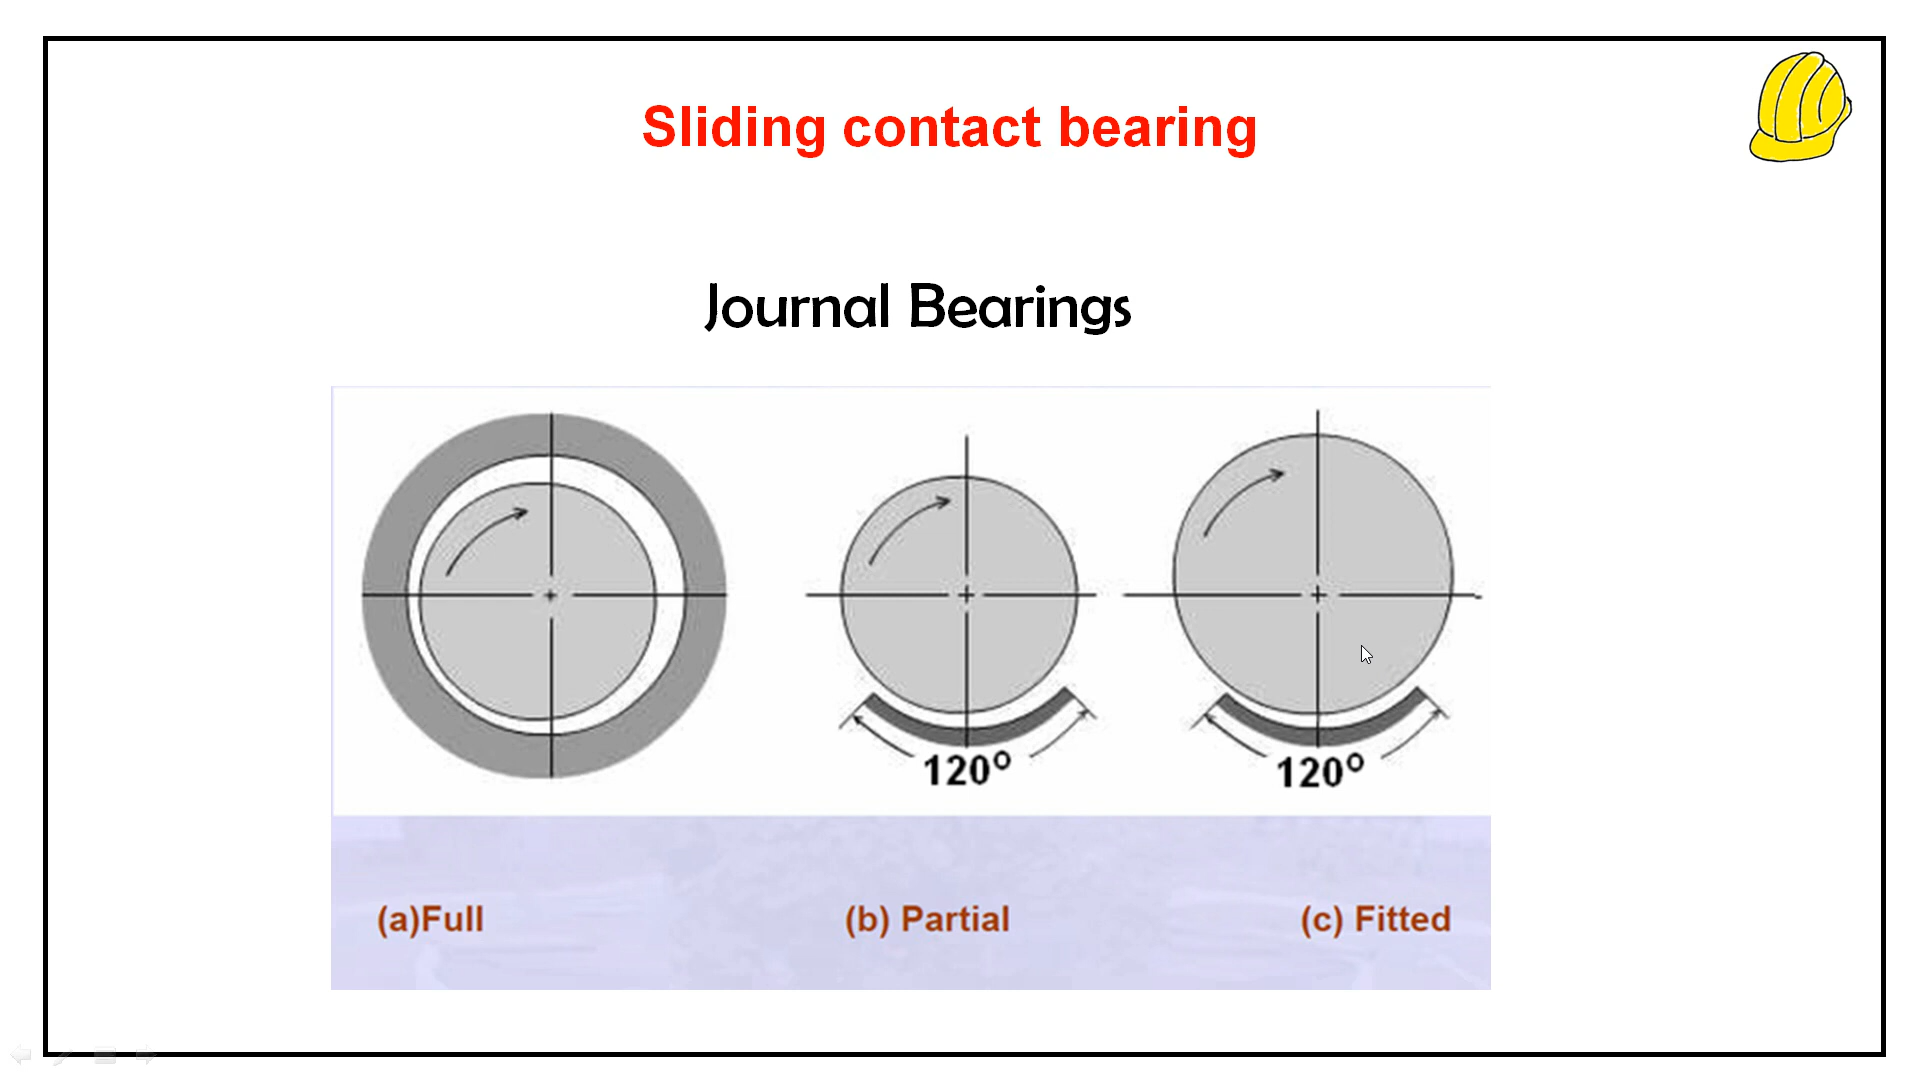 Sliding contact bearing
Journal Bearings
120°
120°
(a)Full
(b) Partial
(c) Fitted